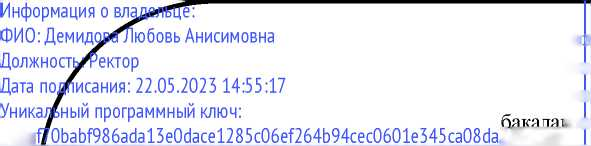 Информация о владельце:
ФИО: Демидова Любовь Анисимовна
Должность: Ректор
Дата подписания: 22.05.2023 14:55:17
Уникальный программный ключ:
f70babf986ada13e0dace1285c06ef264b94cec0601e345ca08da